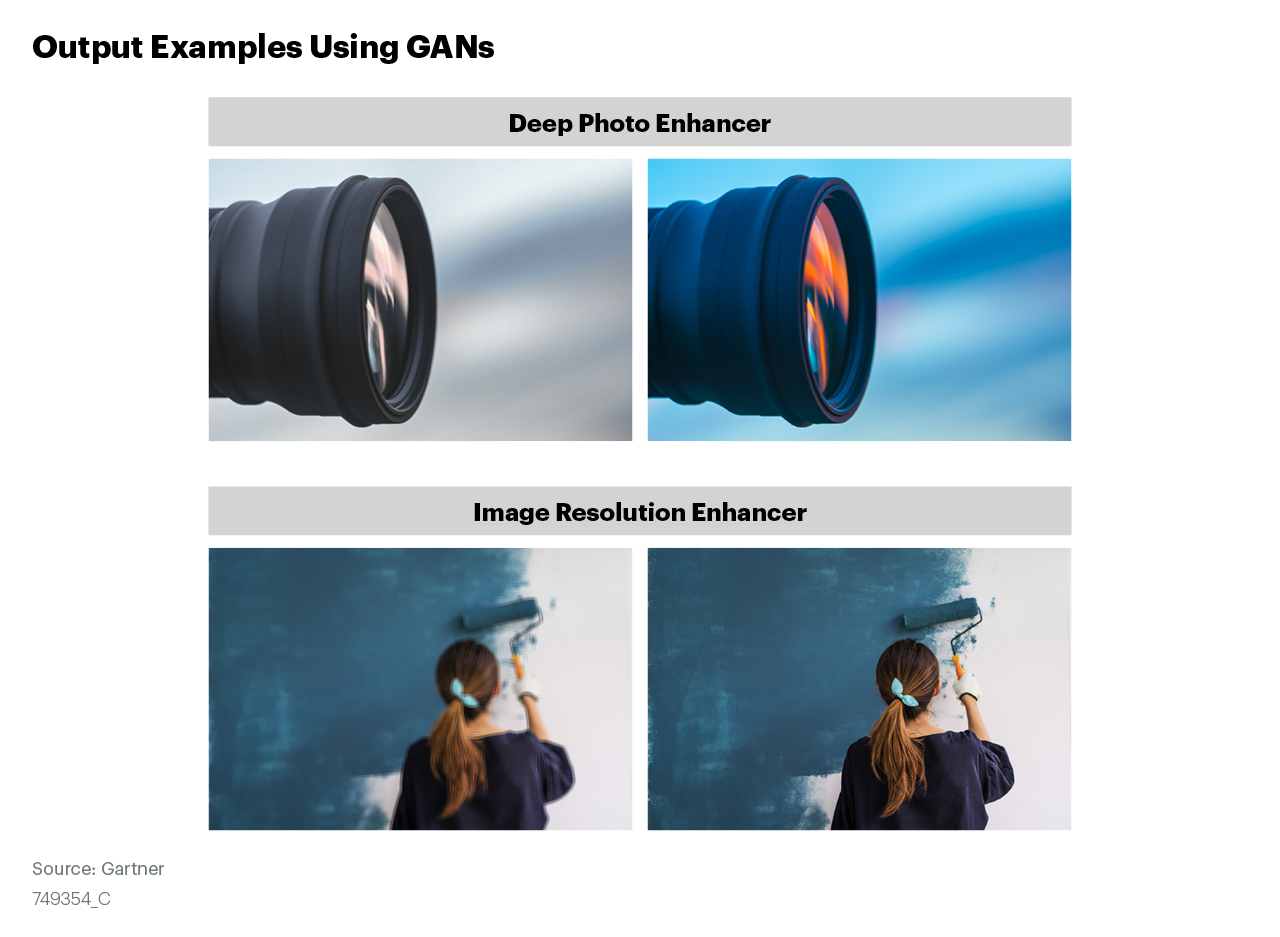 Output Examples Using GANs
Deep Photo Enhancer
Image Resolution Enhancer
Source: Gartner
749354_C